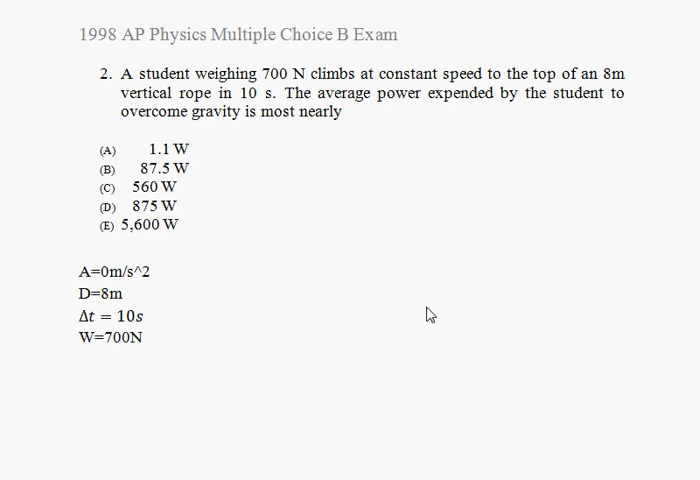 1998 AP Physics Multiple Choice B Exam
2. A student weighing 700 N climbs at constant speed to the top of an 8m
vertical rope in 10 s. The average power expended by the student to
overcome gravity is most nearly
(A) 1.1 W
(B) 87.5 W
(C) 560 W
(D) 875 W
(E) 5,600 W
A=0m/s^2
D=8m
Δt = 10s
W=700N